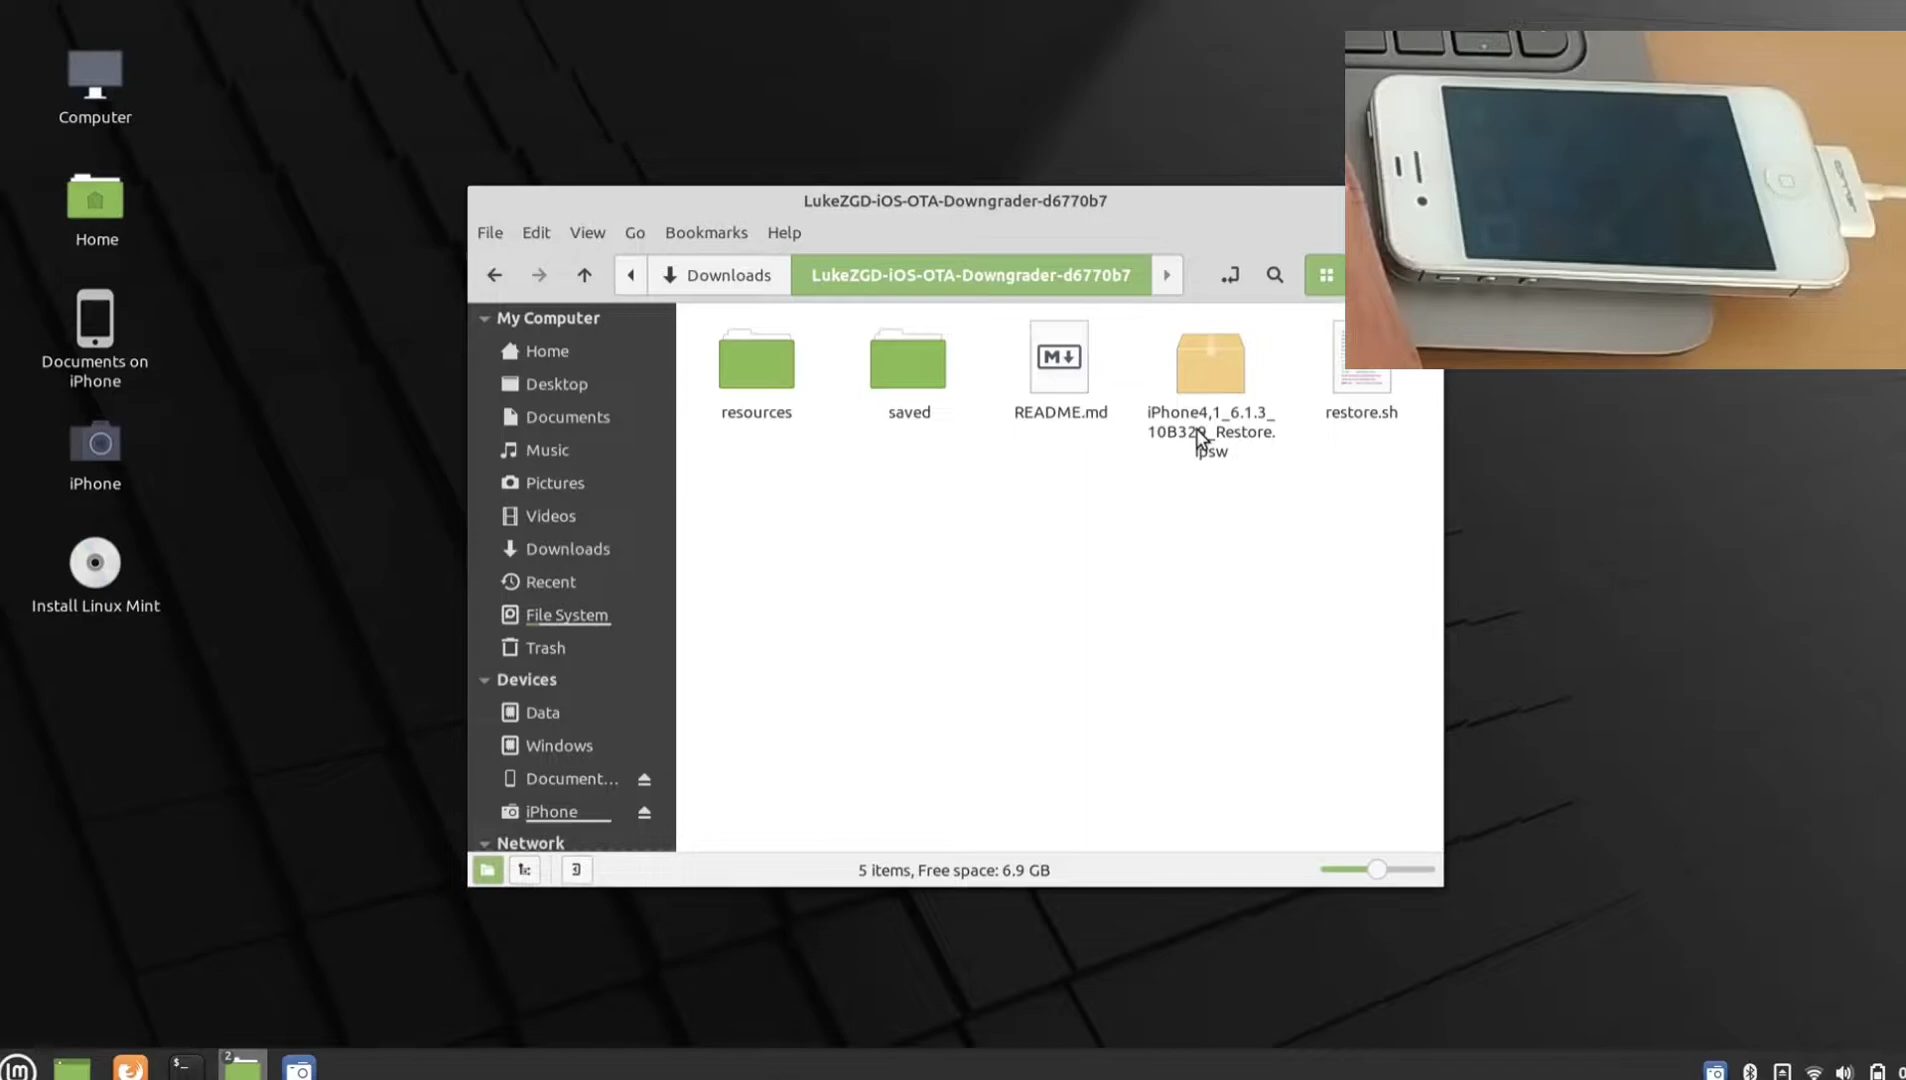 Computer
Home
Documents on
iPhone
iPhone
Install Linux Mint
LukeZGD-iOS-OTA-Downgrader-d6770b7
File Edit View Go Bookmarks Help
Downloads LukeZGD-iOS-OTA-Downgrader-d6770b7
My Computer
Home
Desktop
Documents
Music
Pictures
Videos
Downloads
Recent
File System
Trash
Devices
Data
Windows
Document...
iPhone
Network
resources
saved
README.md
iPhone4,1_6.1.3_
10B329_Restore.
ipsw
restore.sh
5 items, Free space: 6.9 GB
2